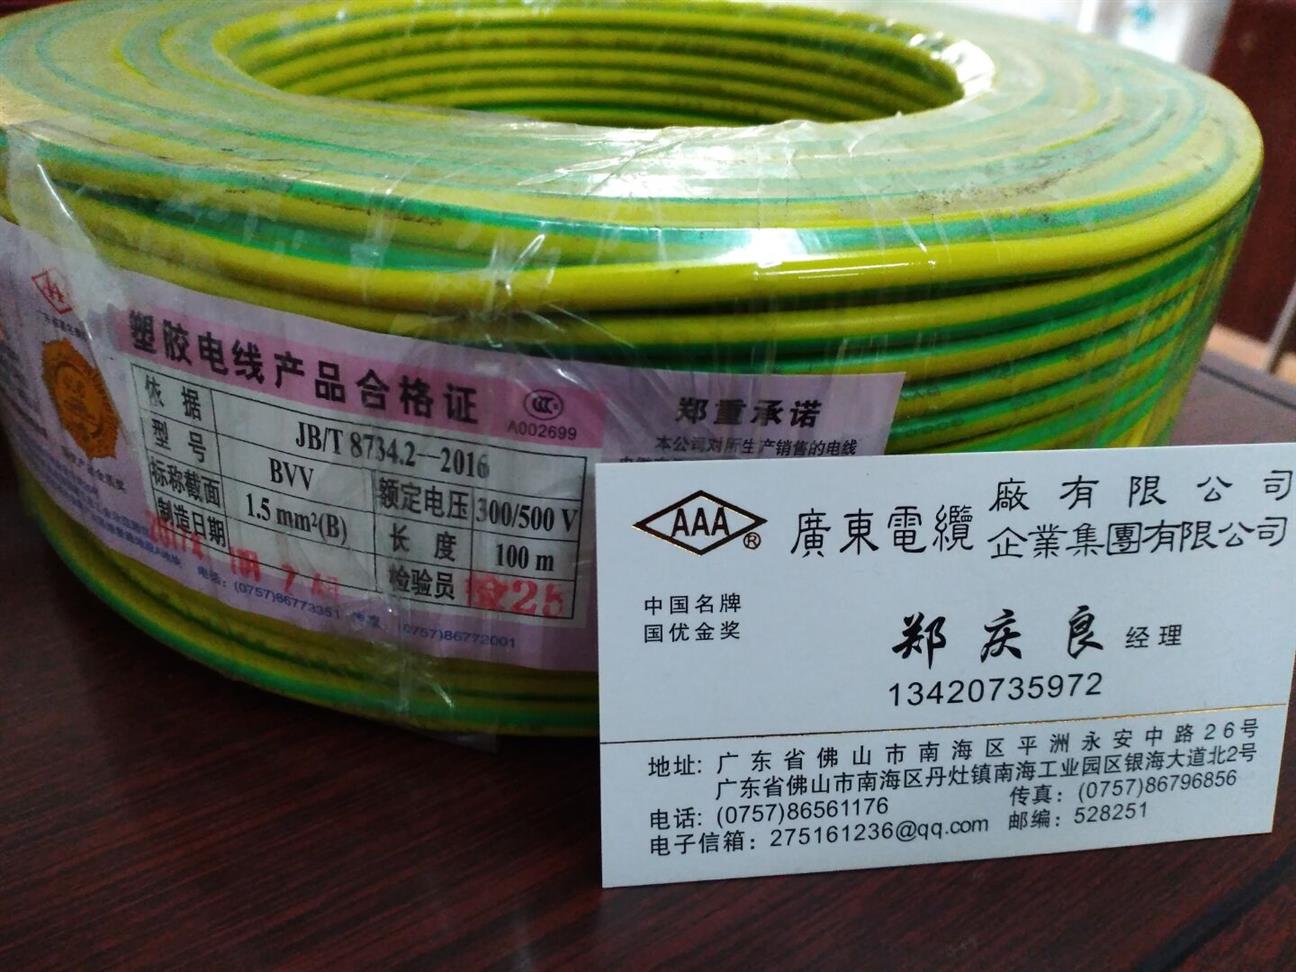 塑胶电线产品合格证
A002699
依据 JB/T 8734.2—2016
型号 BVV 额定电压 300/500 V
标称截面 1.5 mm²(B) 长度 100 m
制造日期 检验员 检25
(0757)86773351 (0757)86772001
郑重承诺
本公司对所生产销售的电线
AAA®
廣東電纜 廠有限公司
企業集團有限公司
中国名牌
国优金奖
郑庆良 经理
13420735972
地址: 广东省佛山市南海区平洲永安中路26号
广东省佛山市南海区丹灶镇南海工业园区银海大道北2号
电话: (0757)86561176 传真: (0757)86796856
电子信箱: 275161236@qq.com 邮编: 528251